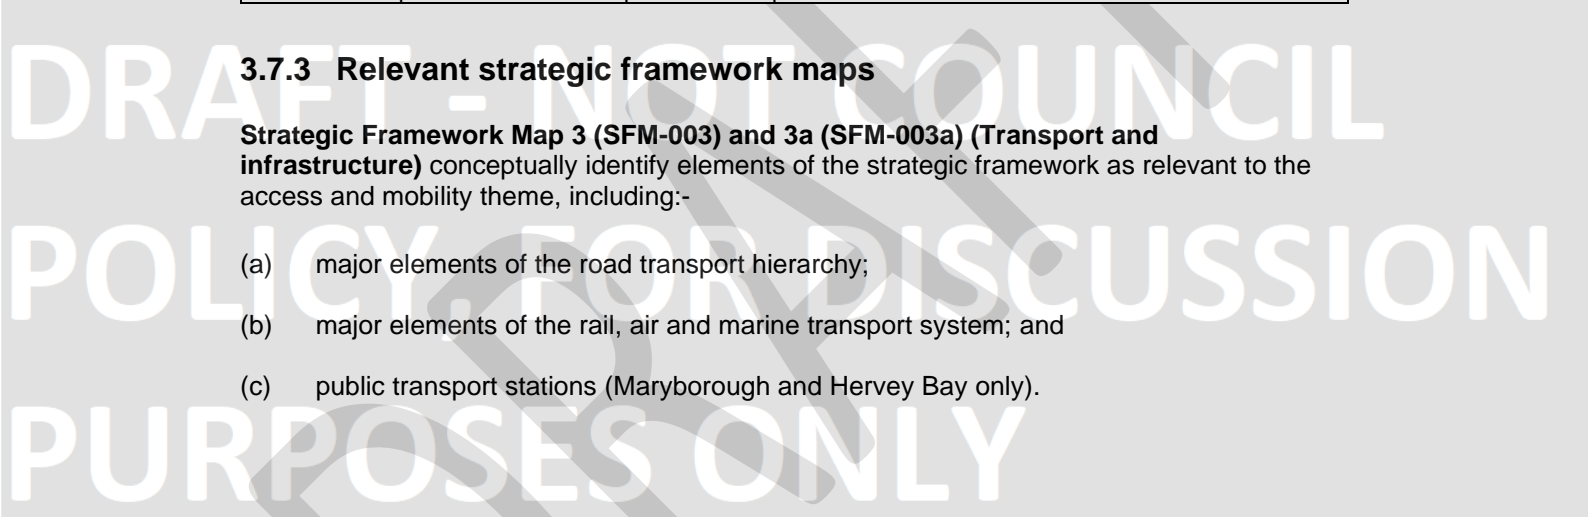 3.7.3 Relevant strategic framework maps
Strategic Framework Map 3 (SFM-003) and 3a (SFM-003a) (Transport and
infrastructure) conceptually identify elements of the strategic framework as relevant to the
access and mobility theme, including:-
(a) major elements of the road transport hierarchy;
(b) major elements of the rail, air and marine transport system; and
(c) public transport stations (Maryborough and Hervey Bay only).
DRAFT - NOT COUNCIL
POLICY, FOR DISCUSSION
PURPOSES ONLY
DRAFT